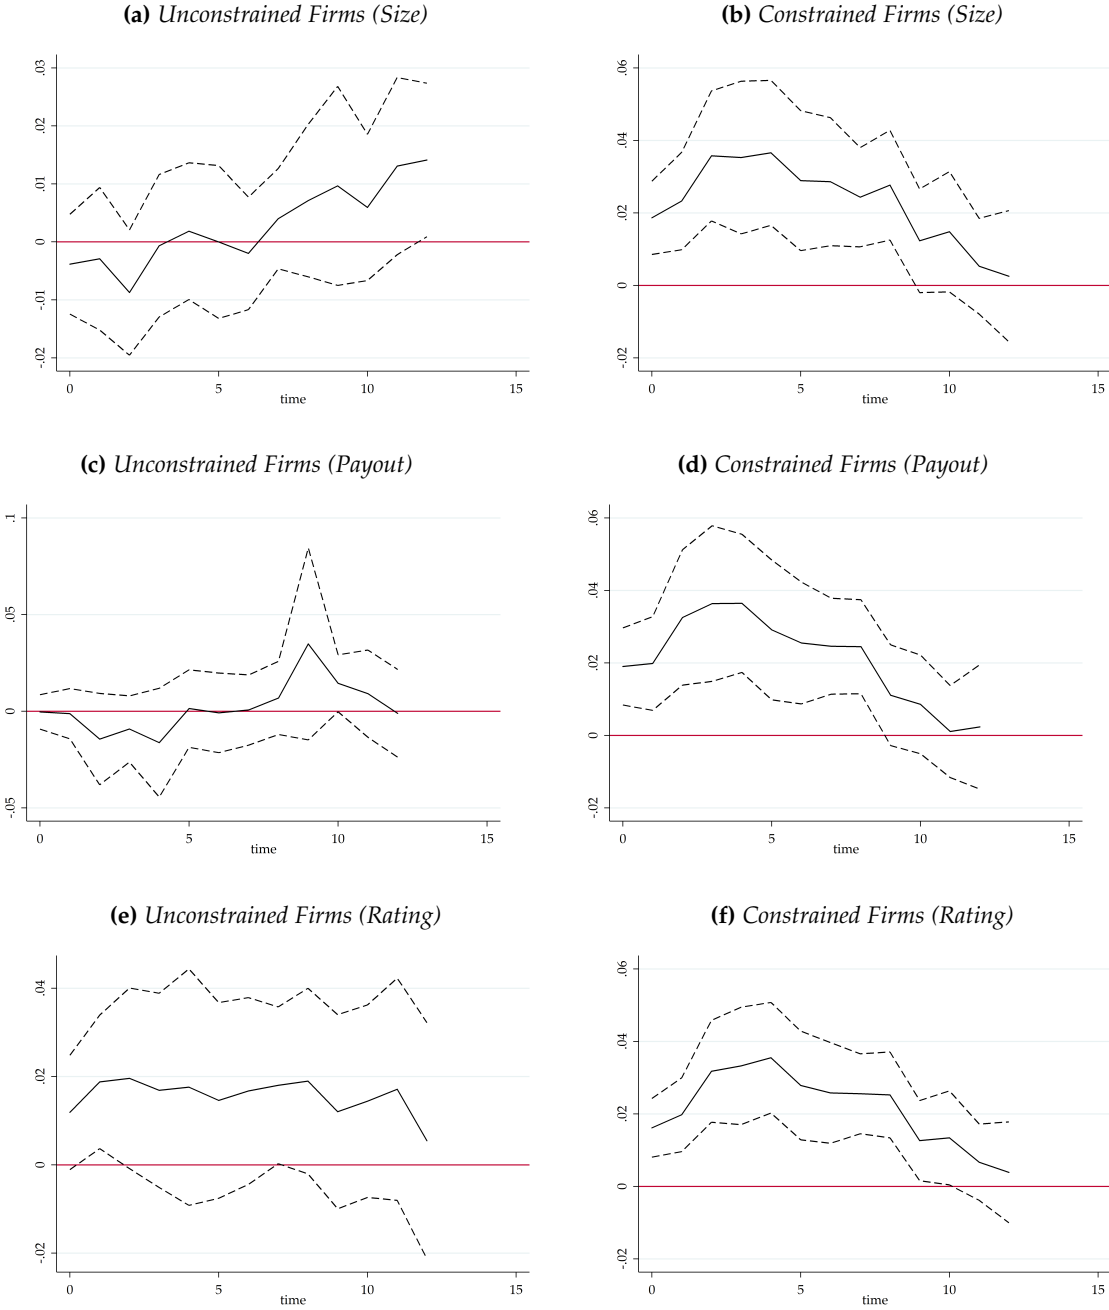 (a) Unconstrained Firms (Size)
.03
.02
.01
0
-.01
-.02
0 5 10 15
time
(b) Constrained Firms (Size)
.06
.04
.02
0
-.02
0 5 10 15
time
(c) Unconstrained Firms (Payout)
.1
.05
0
-.05
0 5 10 15
time
(d) Constrained Firms (Payout)
.06
.04
.02
0
-.02
0 5 10 15
time
(e) Unconstrained Firms (Rating)
.04
.02
0
-.02
0 5 10 15
time
(f) Constrained Firms (Rating)
.06
.04
.02
0
-.02
0 5 10 15
time